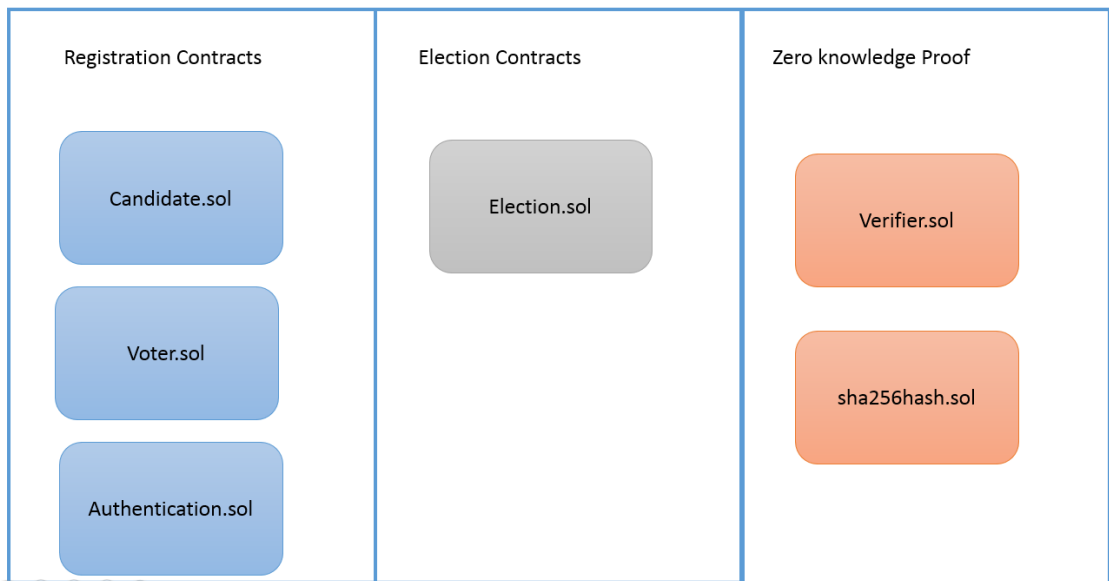 Registration Contracts
Candidate.sol
Voter.sol
Authentication.sol
Election Contracts
Election.sol
Zero knowledge Proof
Verifier.sol
sha256hash.sol